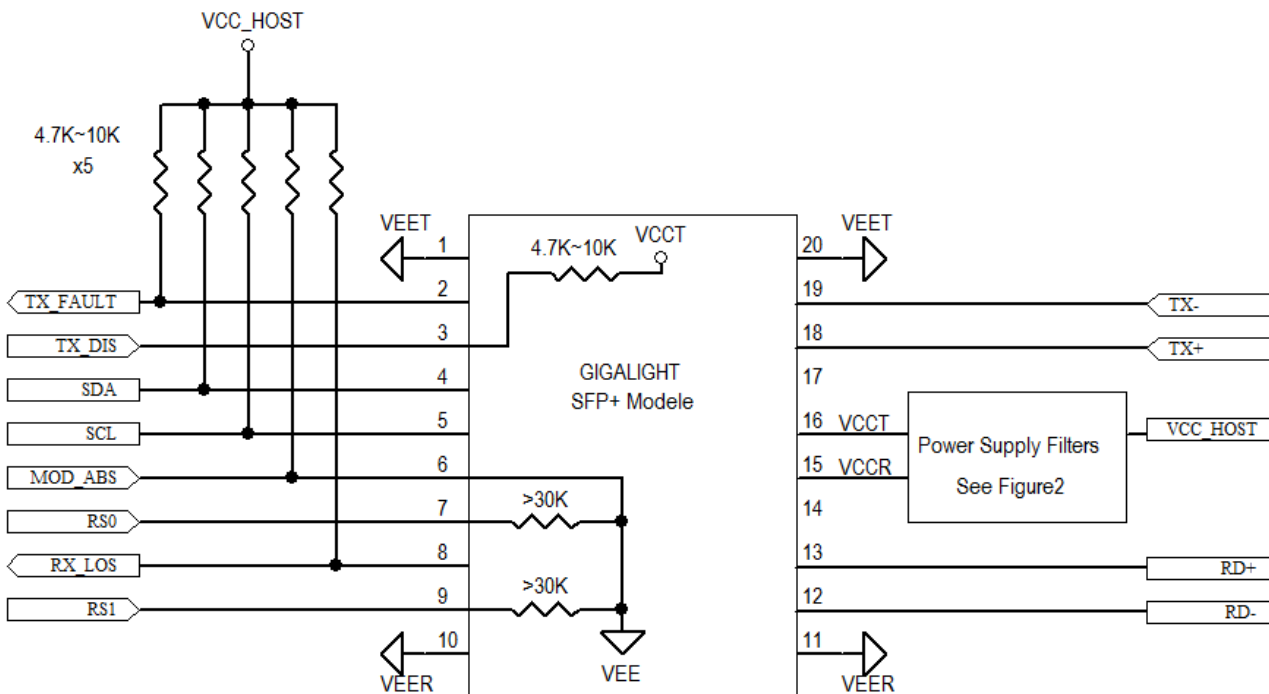 VCC_HOST
4.7K~10K
x5
VEET
1
4.7K~10K
VCCT
20
VEET
TX_FAULT
2
19
TX-
TX_DIS
3
18
TX+
SDA
4
GIGALIGHT
SFP+ Modele
17
SCL
5
16
VCCT
Power Supply Filters
See Figure2
VCC_HOST
MOD_ABS
6
15
VCCR
RS0
7
>30K
14
RX_LOS
8
13
RD+
RS1
9
>30K
12
RD-
10
VEER
VEE
11
VEER